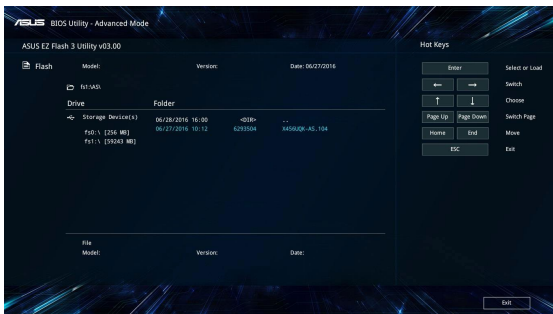 ASUS BIOS Utility - Advanced Mode
ASUS EZ Flash 3 Utility v03.00
Hot Keys
Flash Model: Version: Date: 06/27/2016
fs1:\AS\
Drive Folder
Storage Device(s)
fs0:\ [256 MB]
fs1:\ [59243 MB]
06/28/2016 16:00 <DIR> ..
06/27/2016 10:12 6293504 X456UQK-AS.104
File
Model: Version: Date:
Enter Select or Load
← → Switch
↑ ↓ Choose
Page Up Page Down Switch Page
Home End Move
ESC Exit
Exit